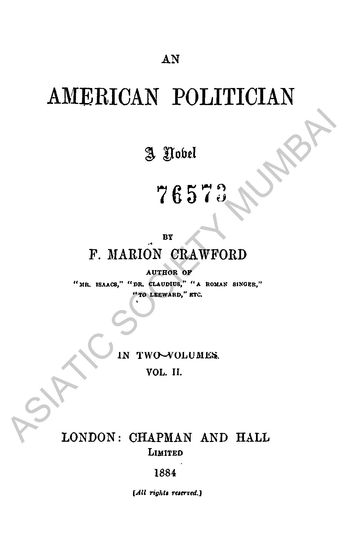 AN
AMERICAN POLITICIAN
A Novel
76573
BY
F. MARION CRAWFORD
AUTHOR OF
"MR. ISAACS," "DR. CLAUDIUS," "A ROMAN SINGER,"
"TO LEEWARD," ETC.
IN TWO VOLUMES.
VOL. II.
LONDON: CHAPMAN AND HALL
LIMITED
1884
[All rights reserved.]
ASIATIC SOCIETY MUMBAI